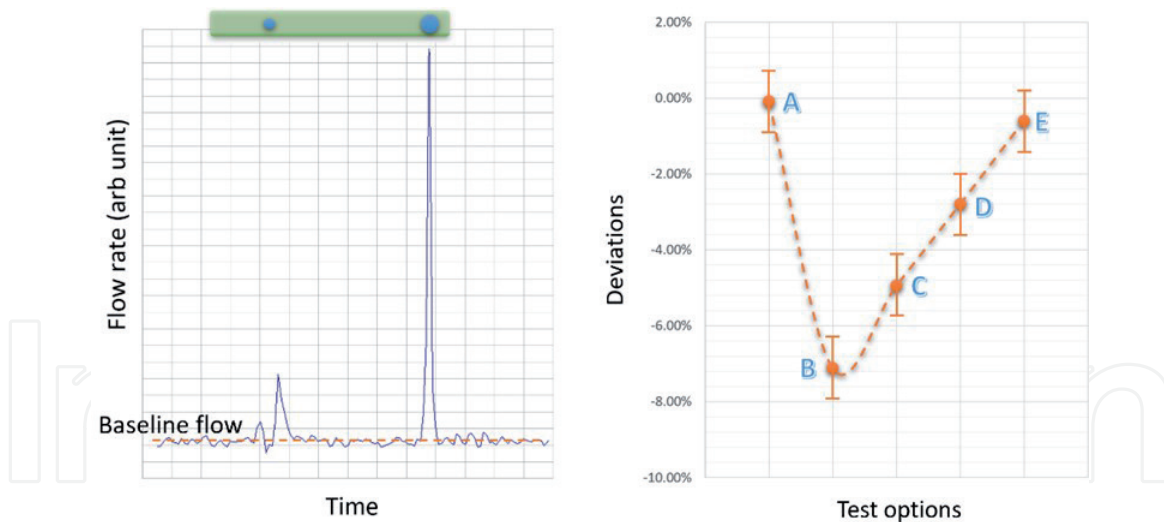 Flow rate (arb unit)
Baseline flow
Time
Deviations
2.00%
0.00%
-2.00%
-4.00%
-6.00%
-8.00%
-10.00%
A
B
C
D
E
Test options